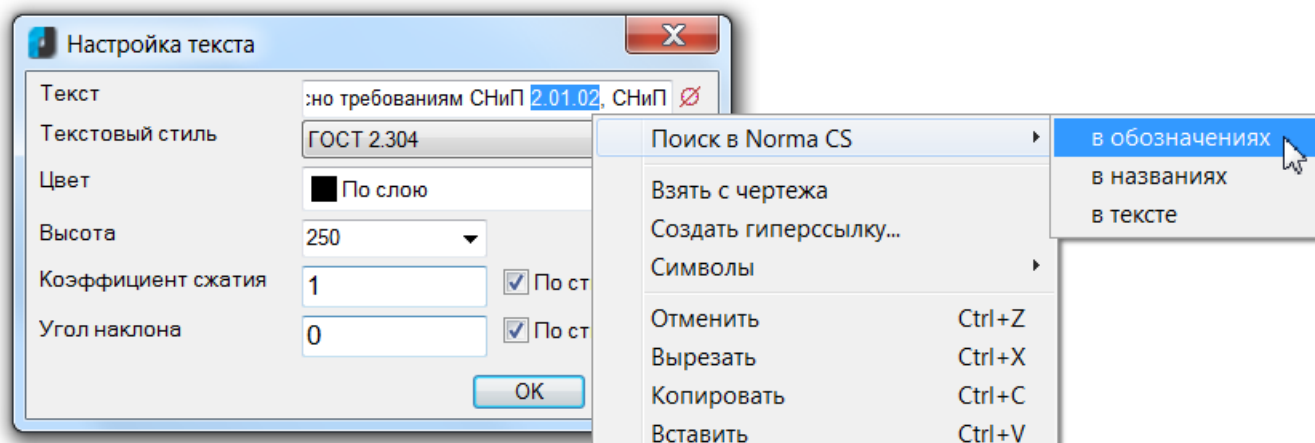 Настройка текста
Текст
:но требованиям СНиП 2.01.02, СНиП
Текстовый стиль
ГОСТ 2.304
Цвет
По слою
Высота
250
Коэффициент сжатия
1
По ст
Угол наклона
0
По ст
OK
Поиск в Norma CS
Взять с чертежа
Создать гиперссылку...
Символы
Отменить Ctrl+Z
Вырезать Ctrl+X
Копировать Ctrl+C
Вставить Ctrl+V
в обозначениях
в названиях
в тексте